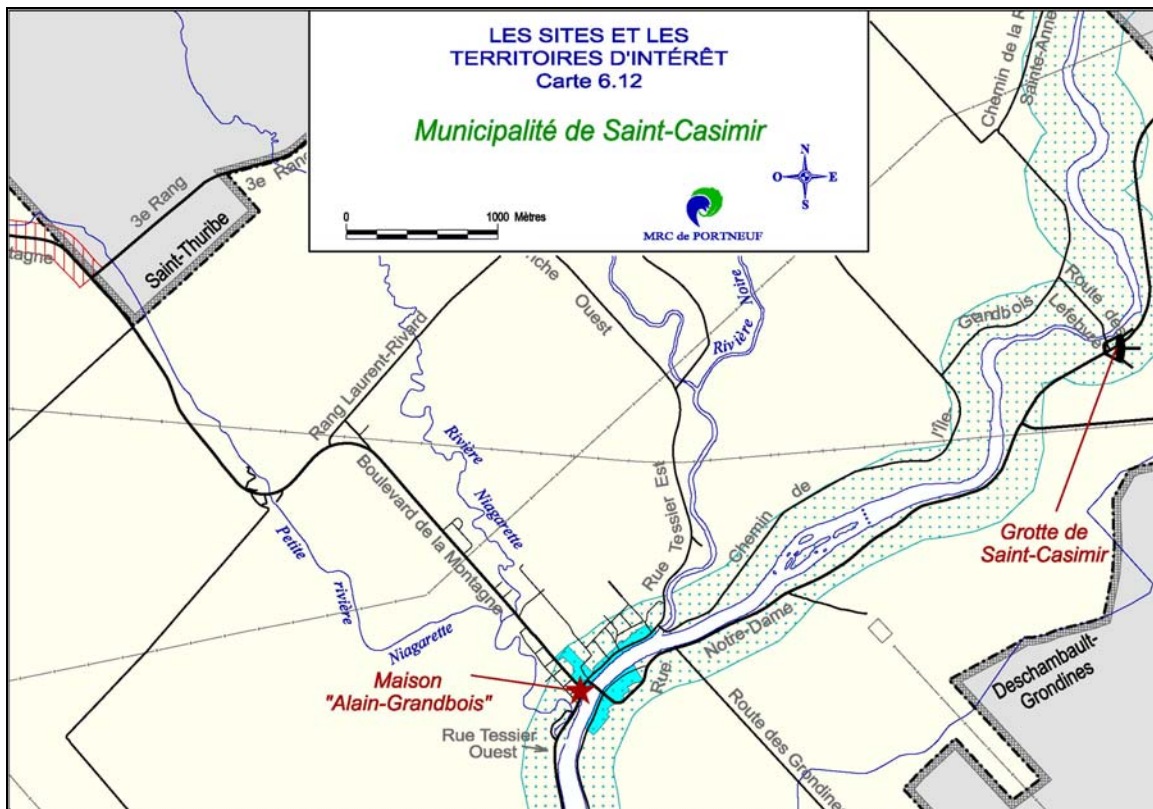 LES SITES ET LES
TERRITOIRES D'INTÉRÊT
Carte 6.12
Municipalité de Saint-Casimir
N
O
E
S
0
1000 Mètres
MRC de PORTNEUF
Chemin de la R
Sainte-Anne
3e Rang
3e Rang
Saint-Thuribe
tagne
Ouest
Rivière Noire
Route des
Lefebvre
Grandbois
l'Île
Chemin de
Rang Laurent-Rivard
Boulevard de la Montagne
Rivière
Niagarette
Rue Tessier Est
Petite
rivière
Niagarette
Grotte de
Saint-Casimir
Maison
"Alain-Grandbois"
Rue
Notre-Dame
Rue Tessier
Ouest
Route des Grondines
Deschambault-
Grondines